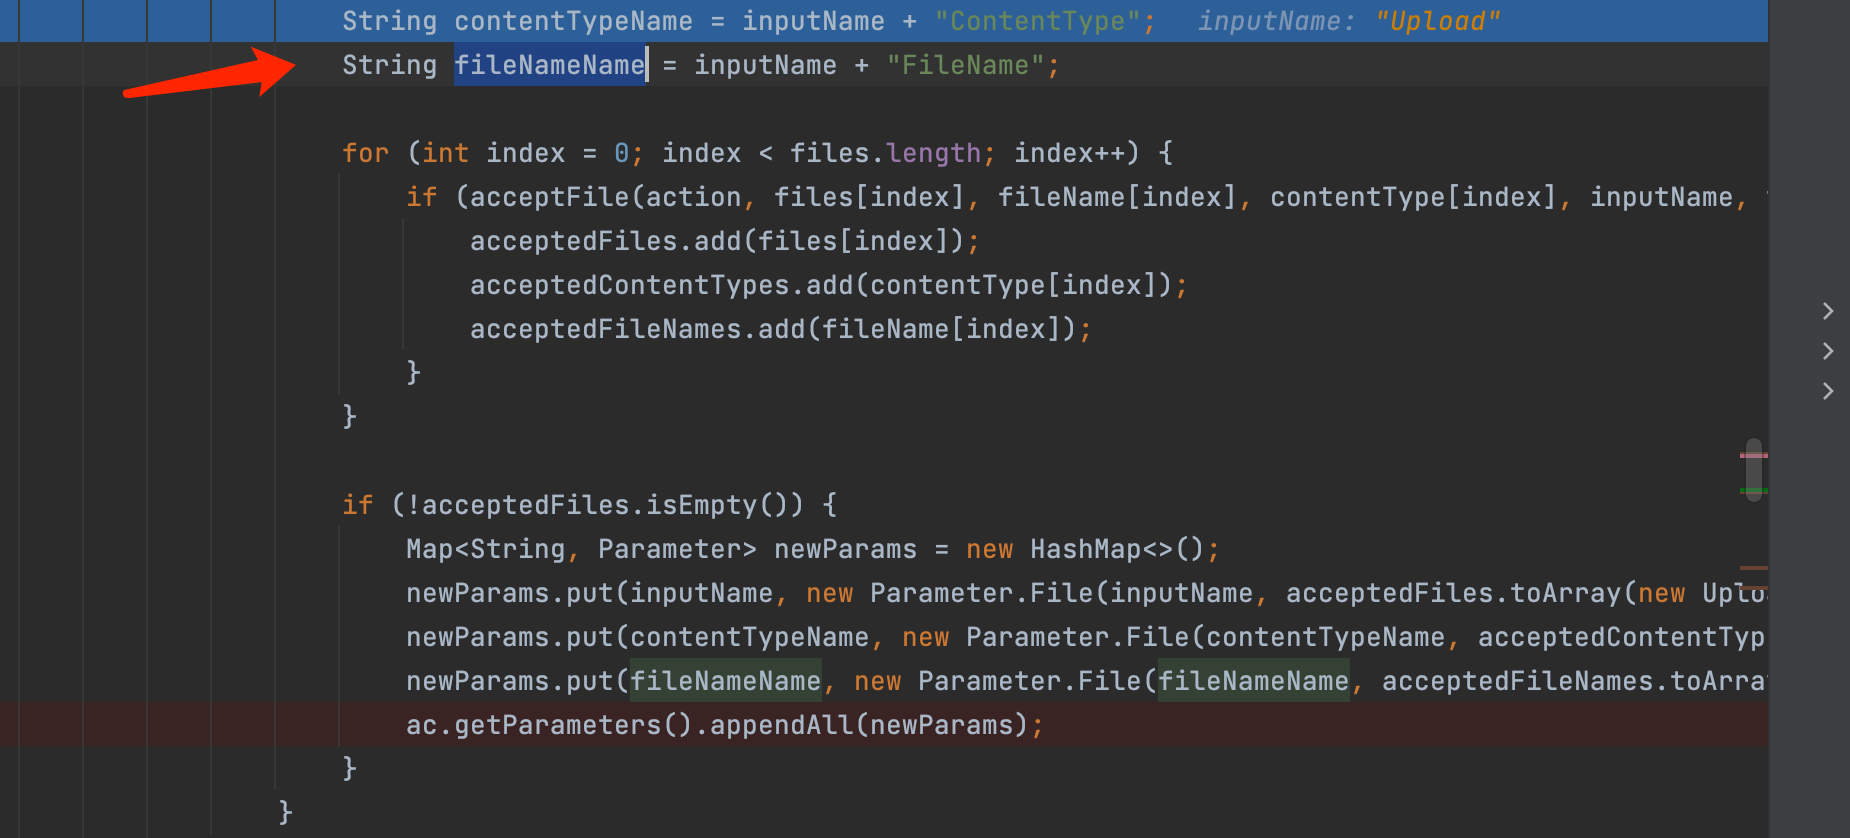 String contentTypeName = inputName + "ContentType"; inputName: "Upload"
String fileNameName = inputName + "FileName";
for (int index = 0; index < files.length; index++) {
if (acceptFile(action, files[index], fileName[index], contentType[index], inputName,
acceptedFiles.add(files[index]);
acceptedContentTypes.add(contentType[index]);
acceptedFileNames.add(fileName[index]);
}
}
if (!acceptedFiles.isEmpty()) {
Map<String, Parameter> newParams = new HashMap<>();
newParams.put(inputName, new Parameter.File(inputName, acceptedFiles.toArray(new Uplo
newParams.put(contentTypeName, new Parameter.File(contentTypeName, acceptedContentTyp
newParams.put(fileNameName, new Parameter.File(fileNameName, acceptedFileNames.toArra
ac.getParameters().appendAll(newParams);
}
}